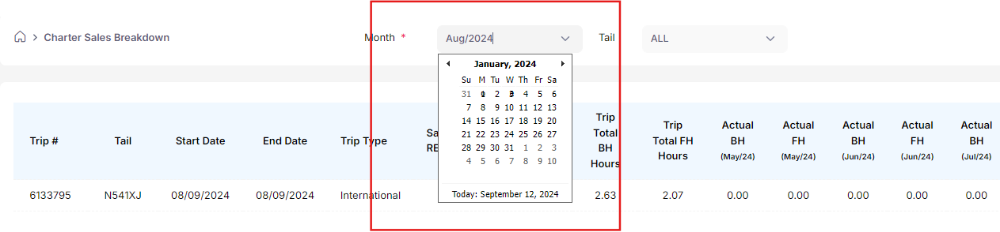 Charter Sales Breakdown
Month *
Aug/2024
Tail
ALL
January, 2024
Su M Tu W Th Fr Sa
31 1 2 3 4 5 6
7 8 9 10 11 12 13
14 15 16 17 18 19 20
21 22 23 24 25 26 27
28 29 30 31 1 2 3
4 5 6 7 8 9 10
Today: September 12, 2024
Trip #
Tail
Start Date
End Date
Trip Type
Sa
RE
Trip
Total
BH
Hours
Trip
Total FH
Hours
Actual
BH
(May/24)
Actual
FH
(May/24)
Actual
BH
(Jun/24)
Actual
FH
(Jun/24)
Actual
BH
(Jul/24)
6133795 N541XJ 08/09/2024 08/09/2024 International 2.63 2.07 0.00 0.00 0.00 0.00 0.00